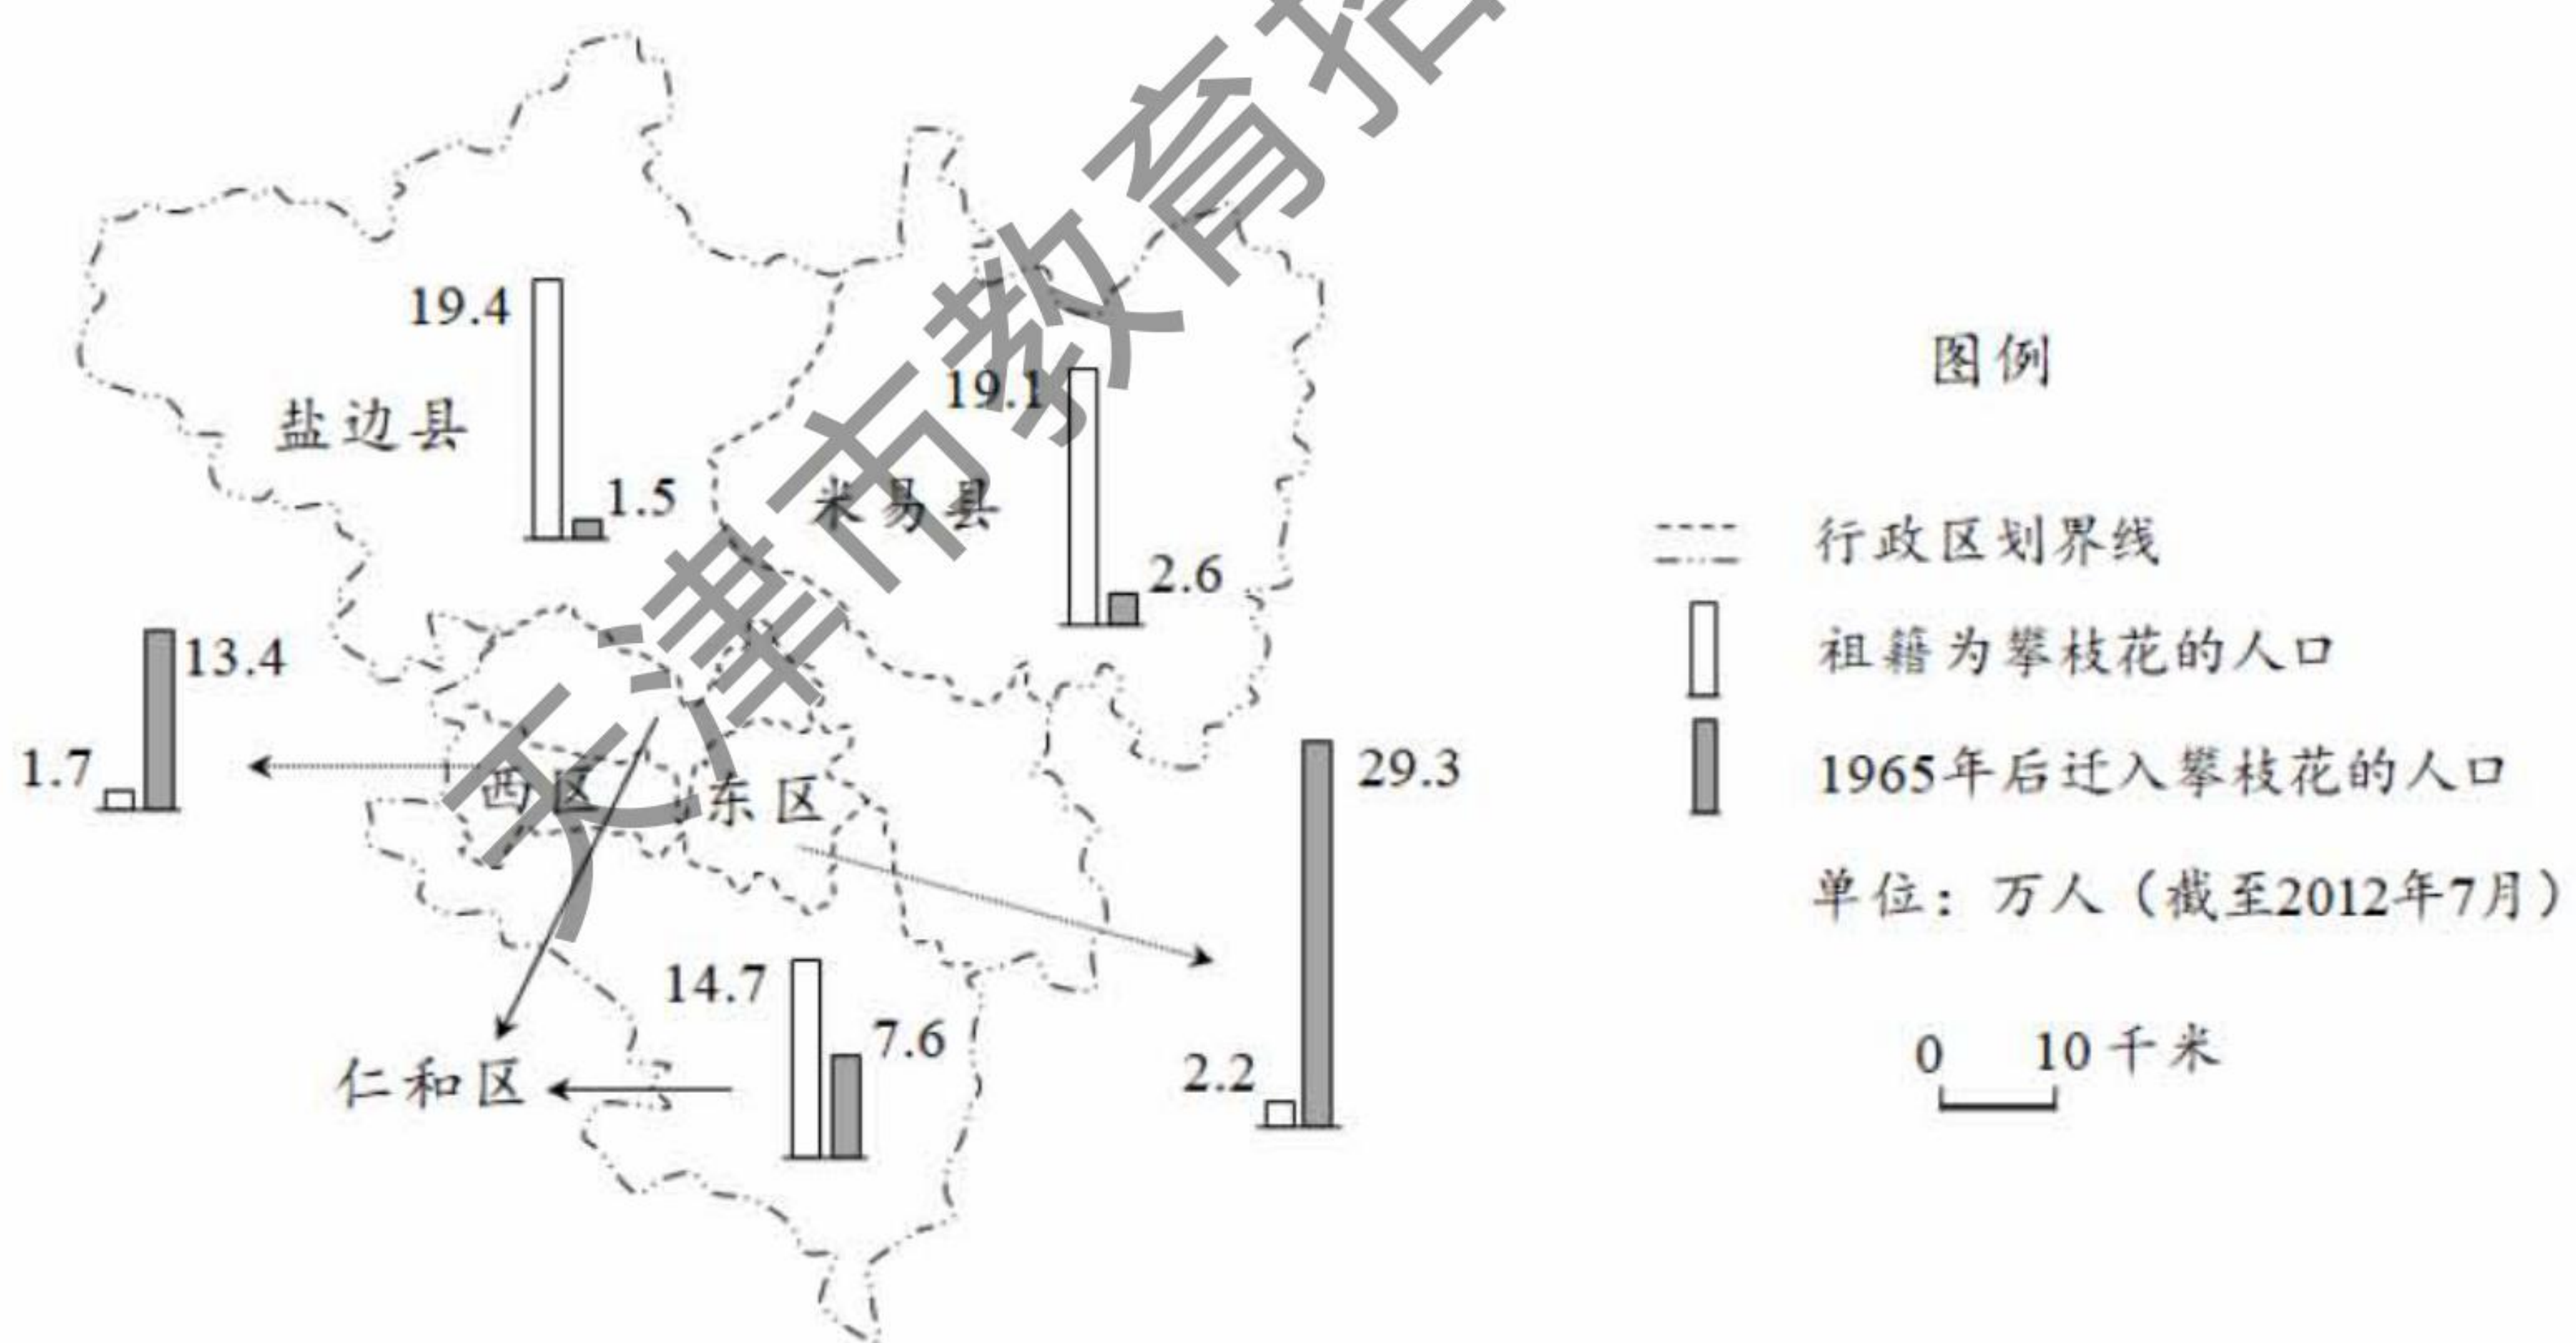 天津市教育招
19.4
盐边县
1.5
19.1
米易县
2.6
13.4
1.7
西区
东区
29.3
2.2
14.7
7.6
仁和区
图例
行政区划界线
祖籍为攀枝花的人口
1965年后迁入攀枝花的人口
单位：万人（截至2012年7月）
0 10千米